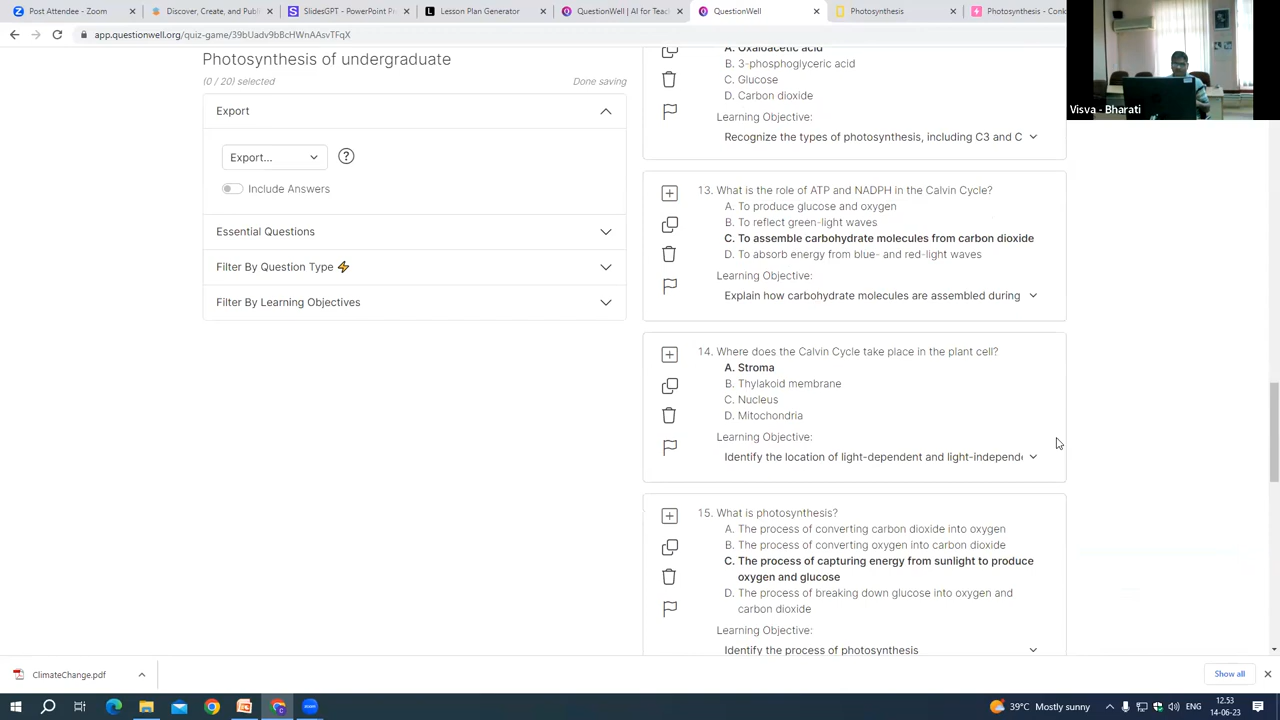 Post Attendee - Zoom
Discover, Create, and Publi
SlidesGPT - PowerPoint P
Lesson Plan Generator
QuestionWell | AI for Teach
QuestionWell
Photosynthesis
Photosynthesis -
app.questionwell.org/quiz-game/39bUadv9bBcHWnAAsvTFqX
Visva - Bharati
Photosynthesis of undergraduate
(0 / 20) selected
Done saving
Export
Export...
?
Include Answers
Essential Questions
Filter By Question Type ⚡
Filter By Learning Objectives
A. Oxaloacetic acid
B. 3-phosphoglyceric acid
C. Glucose
D. Carbon dioxide
Learning Objective:
Recognize the types of photosynthesis, including C3 and C
13. What is the role of ATP and NADPH in the Calvin Cycle?
A. To produce glucose and oxygen
B. To reflect green-light waves
C. To assemble carbohydrate molecules from carbon dioxide
D. To absorb energy from blue- and red-light waves
Learning Objective:
Explain how carbohydrate molecules are assembled during
14. Where does the Calvin Cycle take place in the plant cell?
A. Stroma
B. Thylakoid membrane
C. Nucleus
D. Mitochondria
Learning Objective:
Identify the location of light-dependent and light-independe
15. What is photosynthesis?
A. The process of converting carbon dioxide into oxygen
B. The process of converting oxygen into carbon dioxide
C. The process of capturing energy from sunlight to produce
oxygen and glucose
D. The process of breaking down glucose into oxygen and
carbon dioxide
Learning Objective:
Identify the process of photosynthesis
ClimateChange.pdf
Show all
39°C Mostly sunny
ENG
12.53
14-06-23